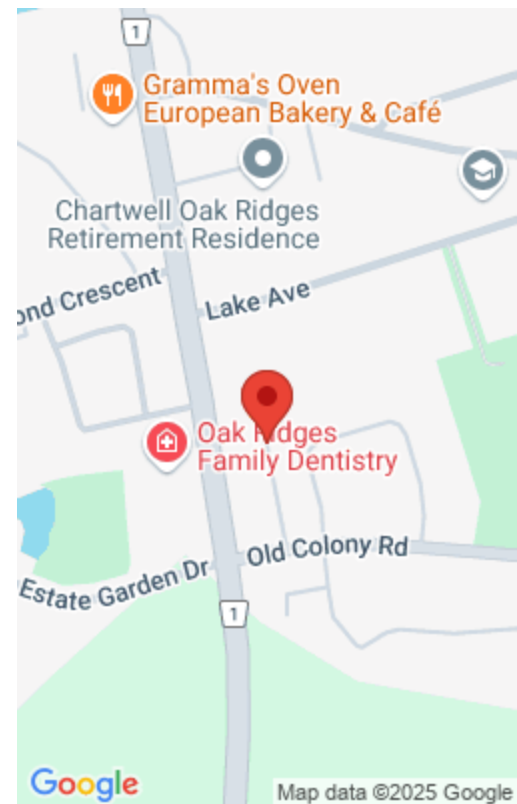 1
Gramma's Oven
European Bakery & Café
Chartwell Oak Ridges
Retirement Residence
ond Crescent
Lake Ave
Oak Ridges
Family Dentistry
Old Colony Rd
Estate Garden Dr
1
Google
Map data ©2025 Google